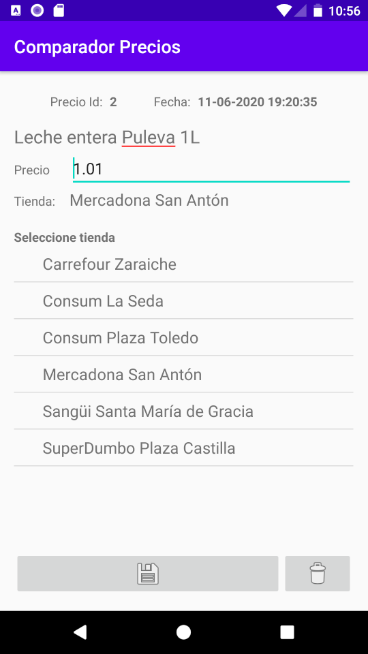 10:56
Comparador Precios
Precio Id: 2 Fecha: 11-06-2020 19:20:35
Leche entera Puleva 1L
Precio 1.01
Tienda: Mercadona San Antón
Seleccione tienda
Carrefour Zaraiche
Consum La Seda
Consum Plaza Toledo
Mercadona San Antón
Sangüi Santa María de Gracia
SuperDumbo Plaza Castilla